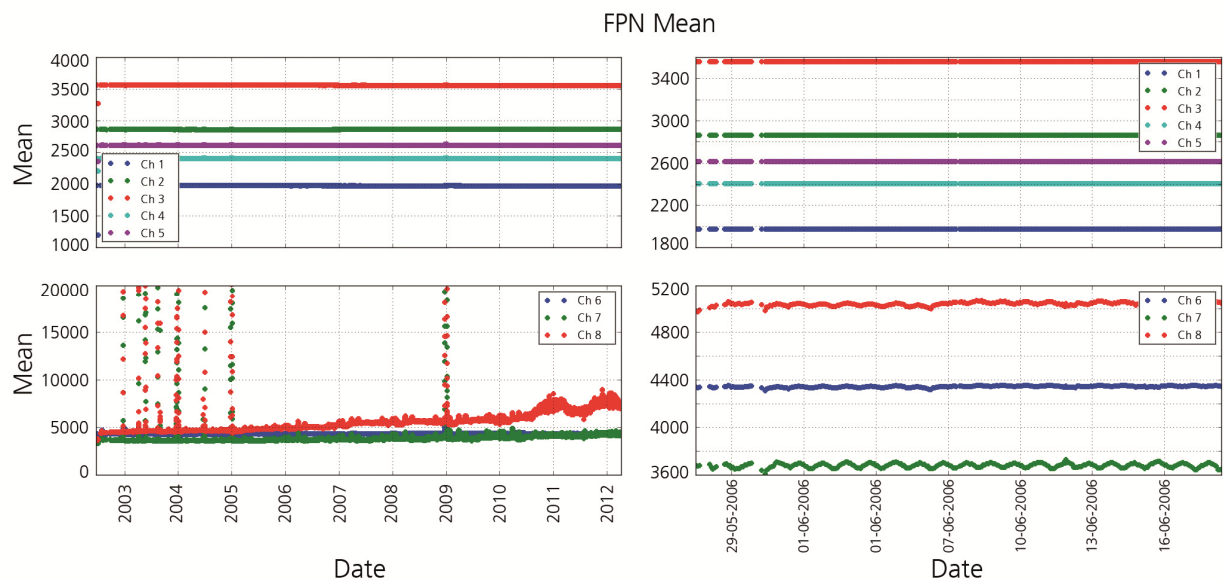 FPN Mean
Mean
4000
3500
3000
2500
2000
1500
1000
Ch 1
Ch 2
Ch 3
Ch 4
Ch 5
3400
3000
2600
2200
1800
Ch 1
Ch 2
Ch 3
Ch 4
Ch 5
Mean
20000
15000
10000
5000
0
Ch 6
Ch 7
Ch 8
2003
2004
2005
2006
2007
2008
2009
2010
2011
2012
Date
5200
4800
4400
4000
3600
Ch 6
Ch 7
Ch 8
29-05-2006
01-06-2006
01-06-2006
07-06-2006
10-06-2006
13-06-2006
16-06-2006
Date